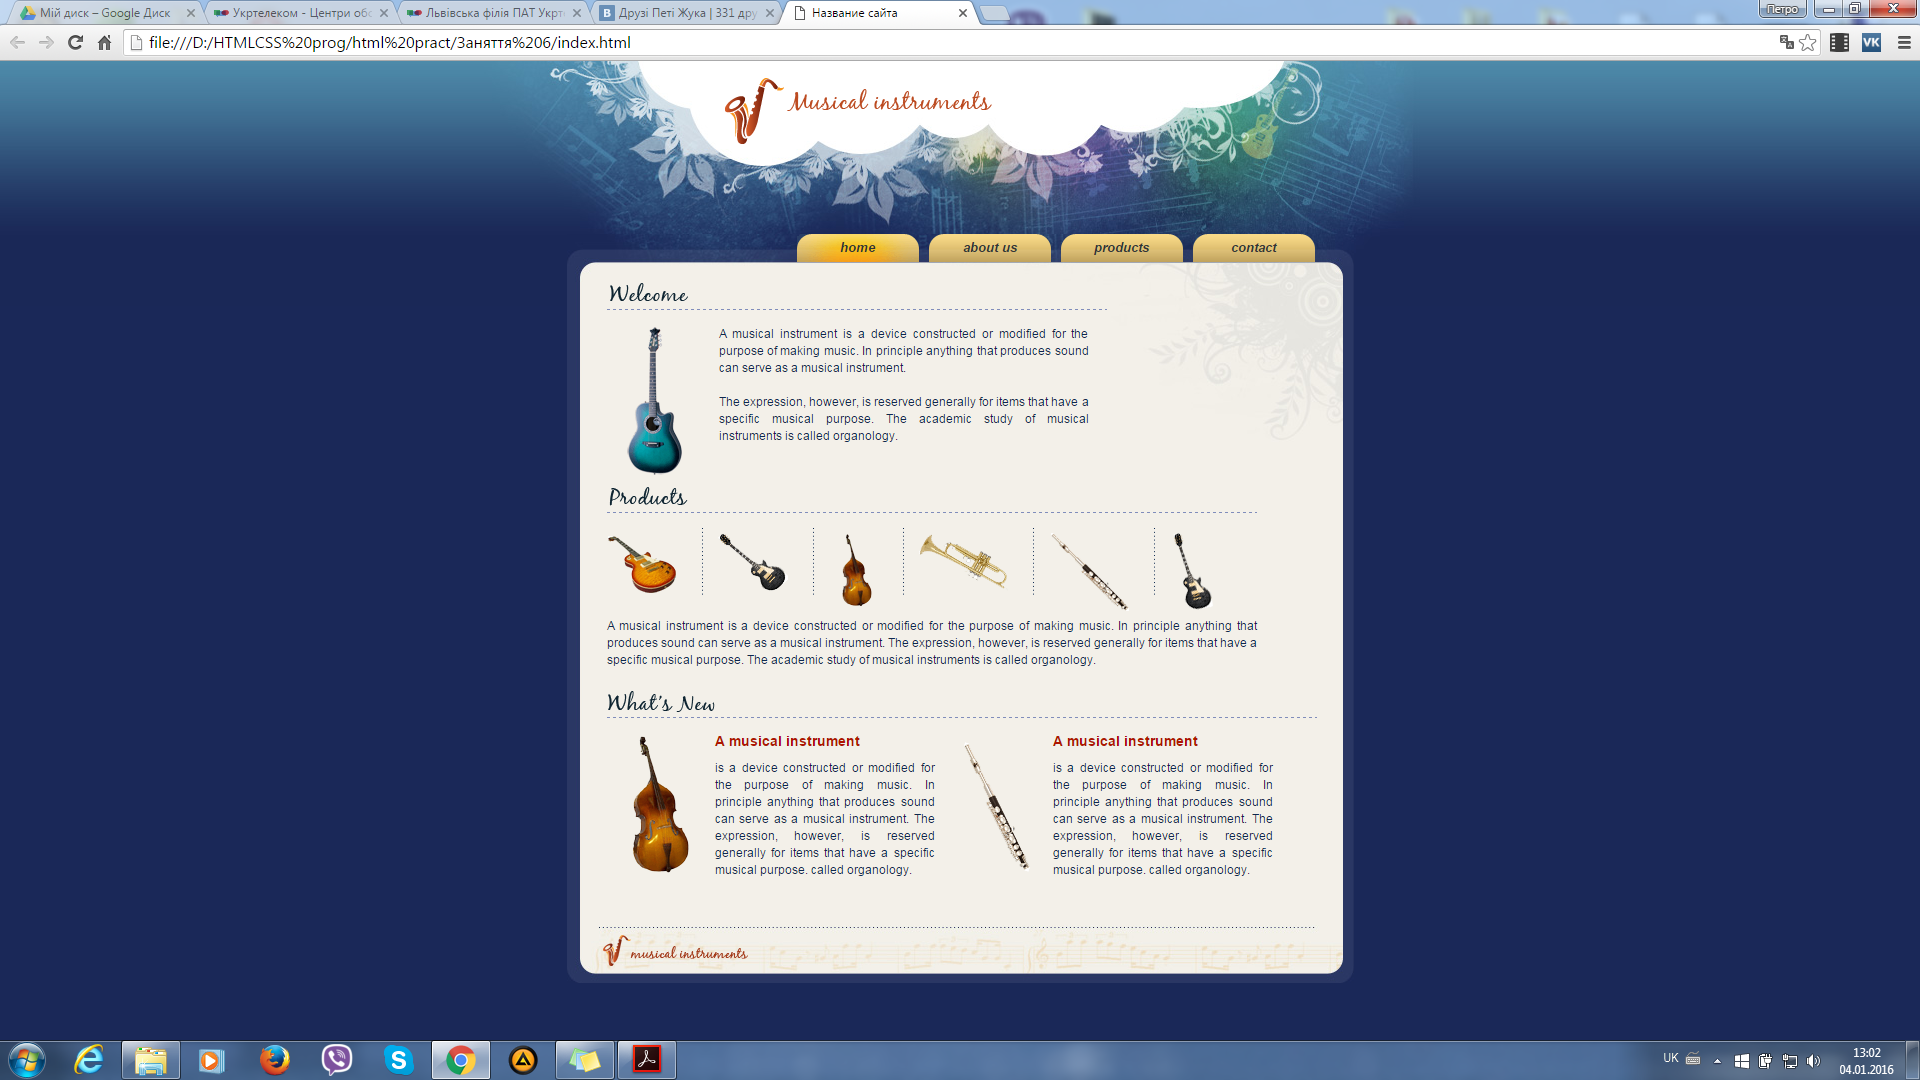 Мій диск – Google Диск
Укртелеком - Центри обс
Львівська філія ПАТ Укрт
Друзі Петі Жука | 331 дру
Название сайта
Петро
file:///D:/HTMLCSS%20prog/html%20pract/Заняття%206/index.html
Musical instruments
home
about us
products
contact
Welcome
A musical instrument is a device constructed or modified for the
purpose of making music. In principle anything that produces sound
can serve as a musical instrument.
The expression, however, is reserved generally for items that have a
specific musical purpose. The academic study of musical
instruments is called organology.
Products
A musical instrument is a device constructed or modified for the purpose of making music. In principle anything that
produces sound can serve as a musical instrument. The expression, however, is reserved generally for items that have a
specific musical purpose. The academic study of musical instruments is called organology.
What's New
A musical instrument
is a device constructed or modified for
the purpose of making music. In
principle anything that produces sound
can serve as a musical instrument. The
expression, however, is reserved
generally for items that have a specific
musical purpose. called organology.
A musical instrument
is a device constructed or modified for
the purpose of making music. In
principle anything that produces sound
can serve as a musical instrument. The
expression, however, is reserved
generally for items that have a specific
musical purpose. called organology.
musical instruments
UK
13:02
04.01.2016